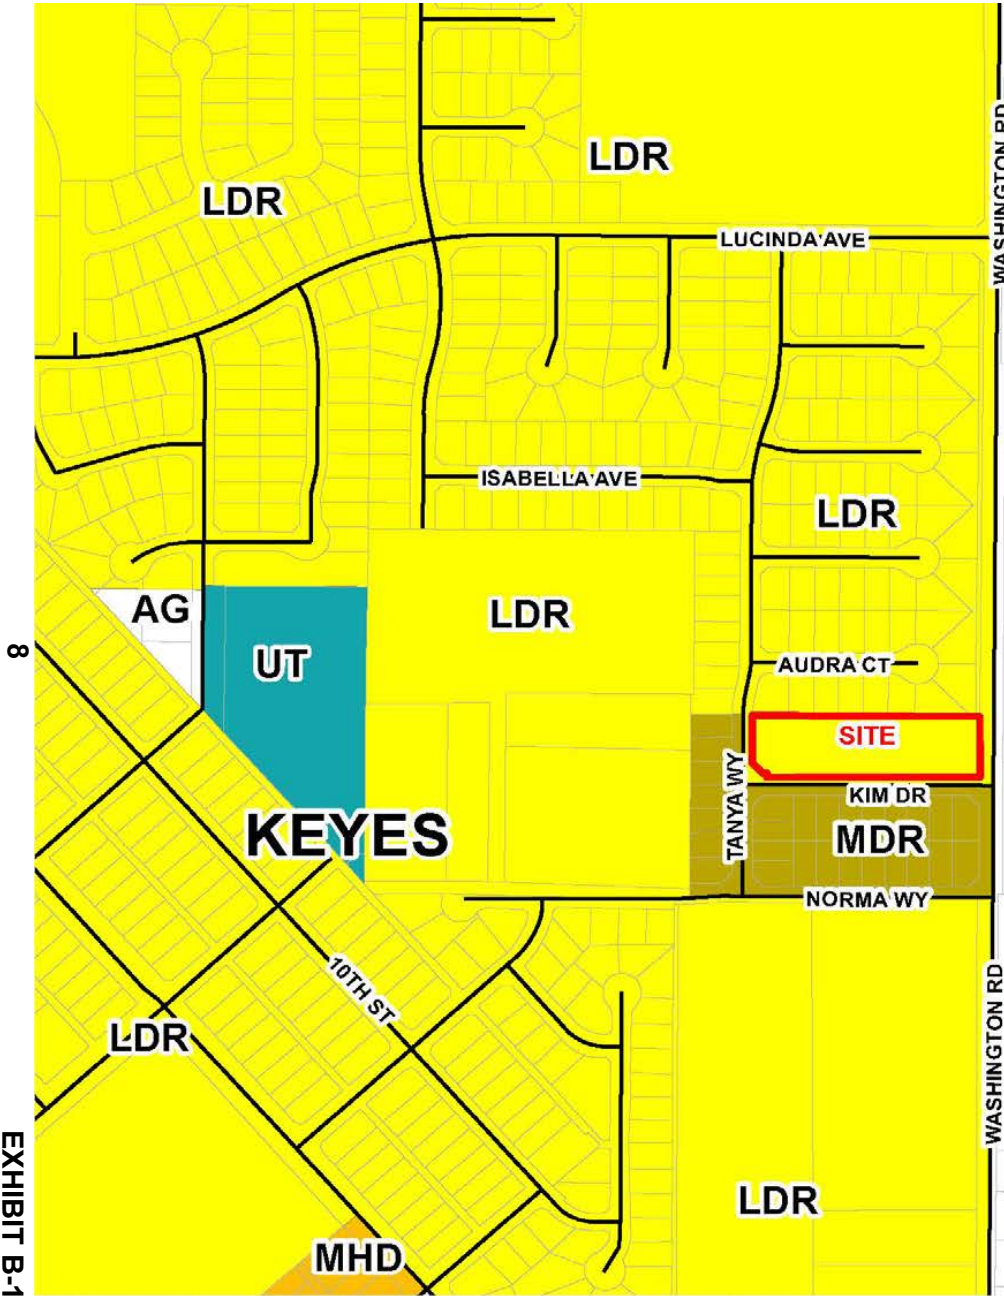 WASHINGTON RD
LDR
LDR
LUCINDA AVE
ISABELLA AVE
LDR
AG
LDR
UT
8
AUDRA CT
SITE
TANYA WY
KIM DR
KEYES
MDR
NORMA WY
10TH ST
WASHINGTON RD
LDR
LDR
MHD
EXHIBIT B-1